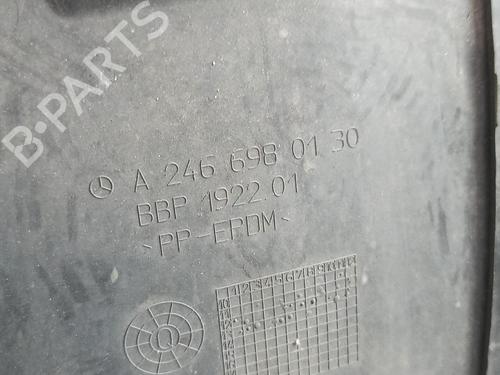 B-PARTS
A 246 698 01 30
BBP 1922.01
>PP-EPDM<